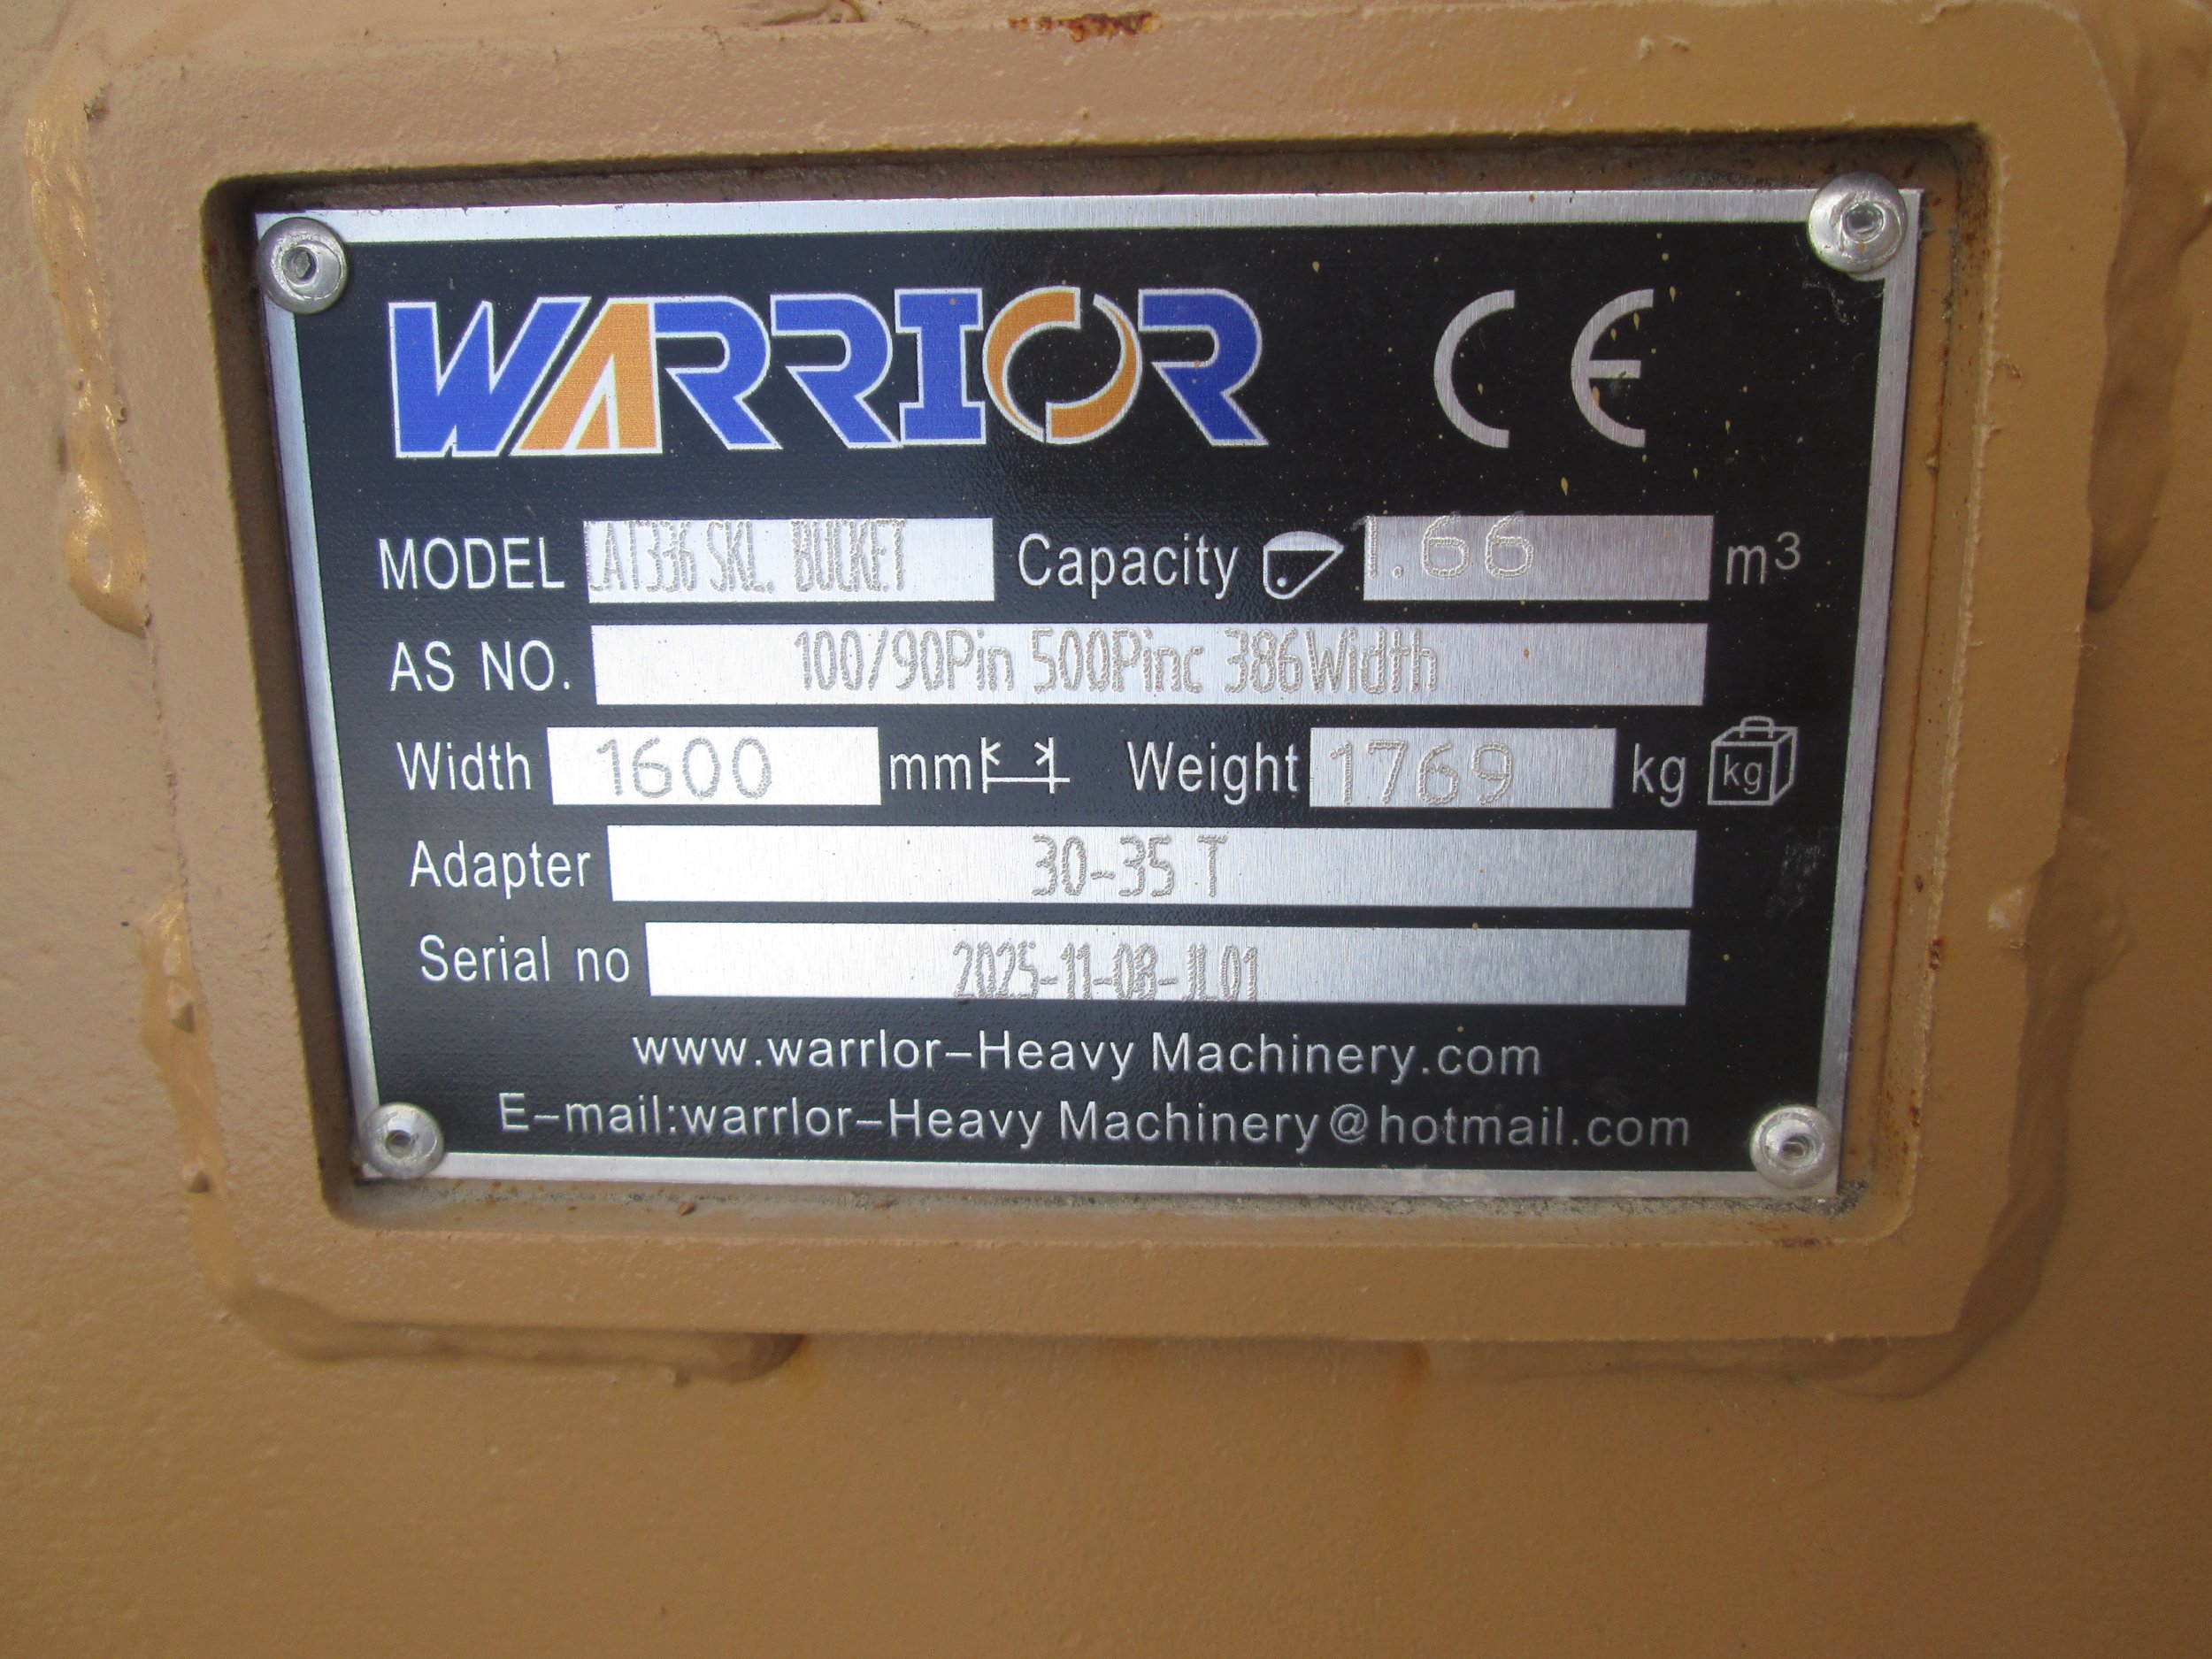 WARRIOR CE
MODEL CAT336 SKL. BUCKET Capacity 1.66 m³
AS NO. 100/90Pin 500Pinc 386Width
Width 1600 mm Weight 1769 kg kg
Adapter 30-35 T
Serial no 2025-11-08-JL01
www.warrlor-Heavy Machinery.com
E-mail:warrlor-Heavy Machinery@hotmail.com